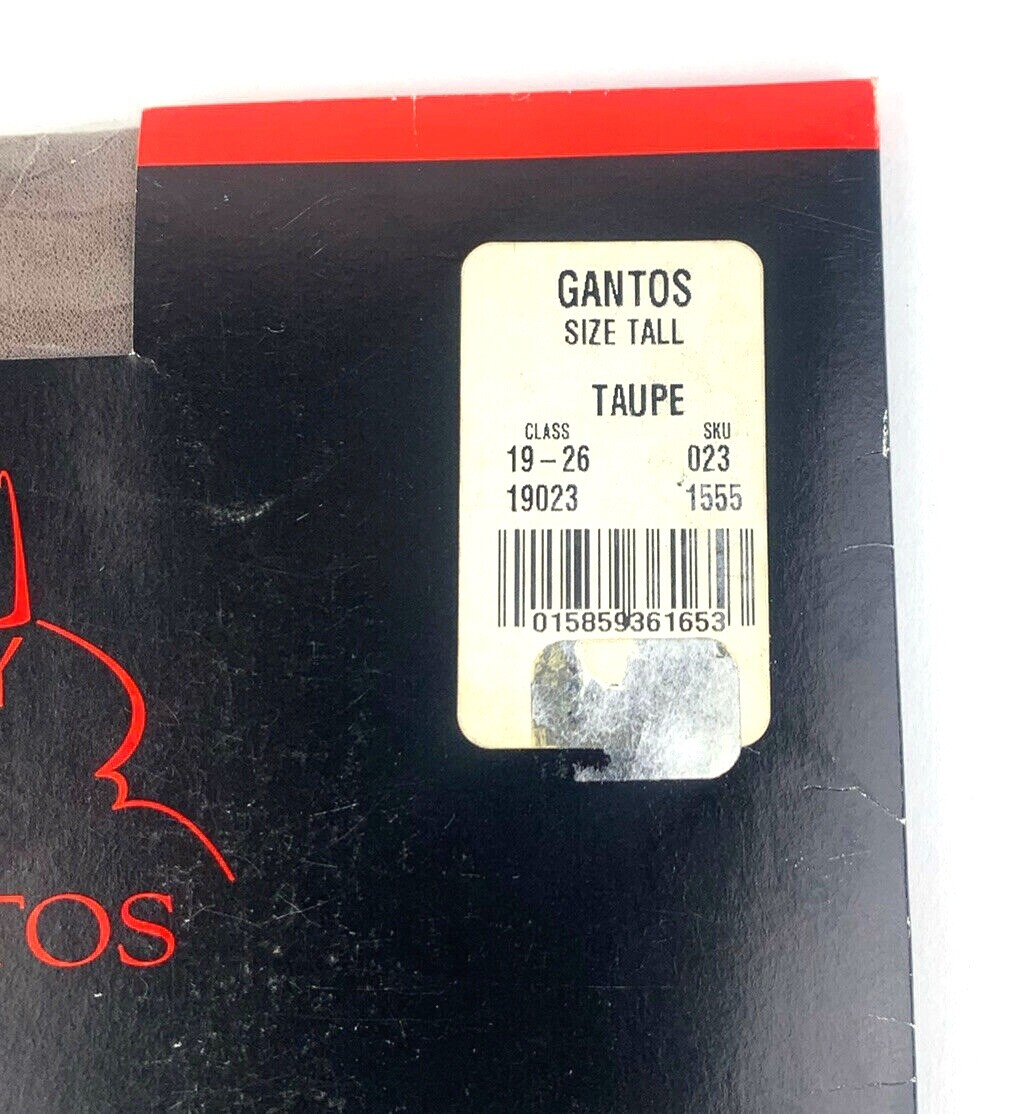 GANTOS
SIZE TALL
TAUPE
CLASS SKU
19-26 023
19023 1555
015859361653
Y
TOS